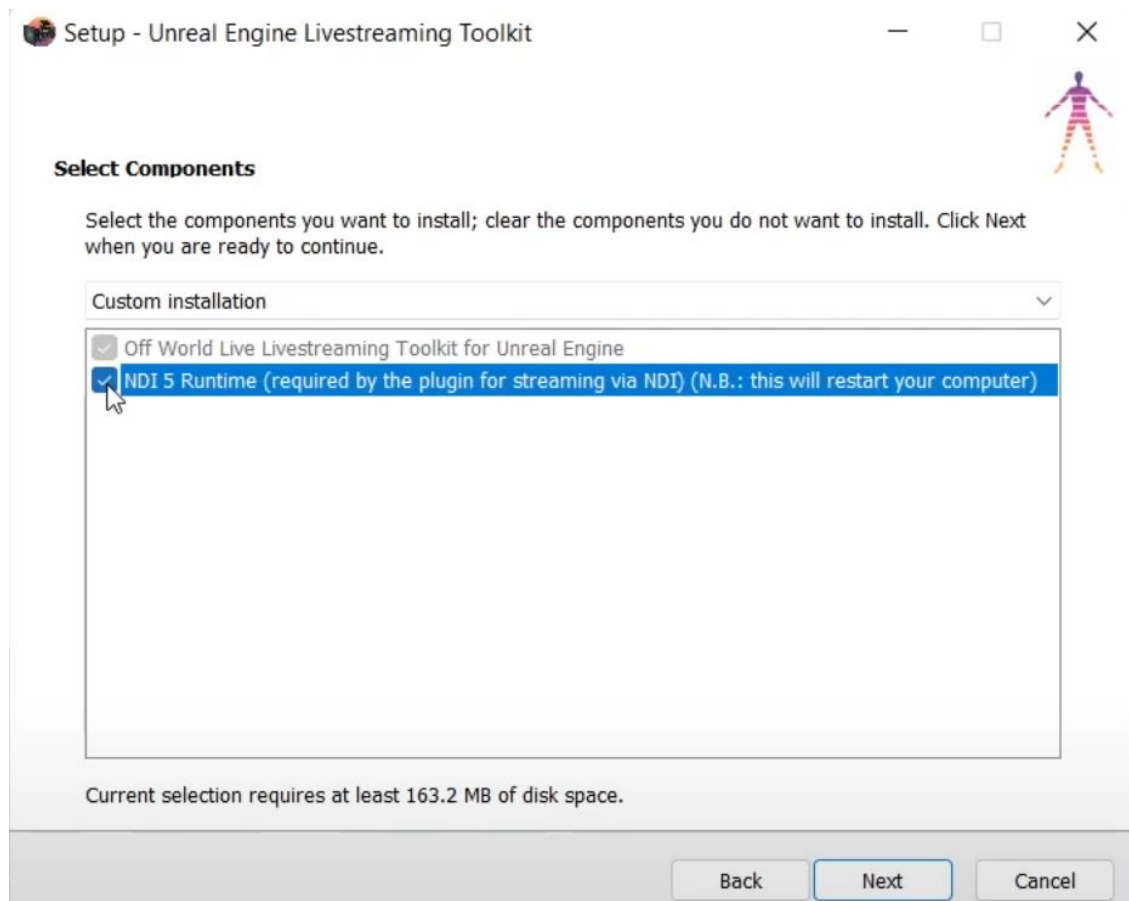 Setup - Unreal Engine Livestreaming Toolkit
Select Components
Select the components you want to install; clear the components you do not want to install. Click Next
when you are ready to continue.
Custom installation
Off World Live Livestreaming Toolkit for Unreal Engine
NDI 5 Runtime (required by the plugin for streaming via NDI) (N.B.: this will restart your computer)
Current selection requires at least 163.2 MB of disk space.
Back Next Cancel